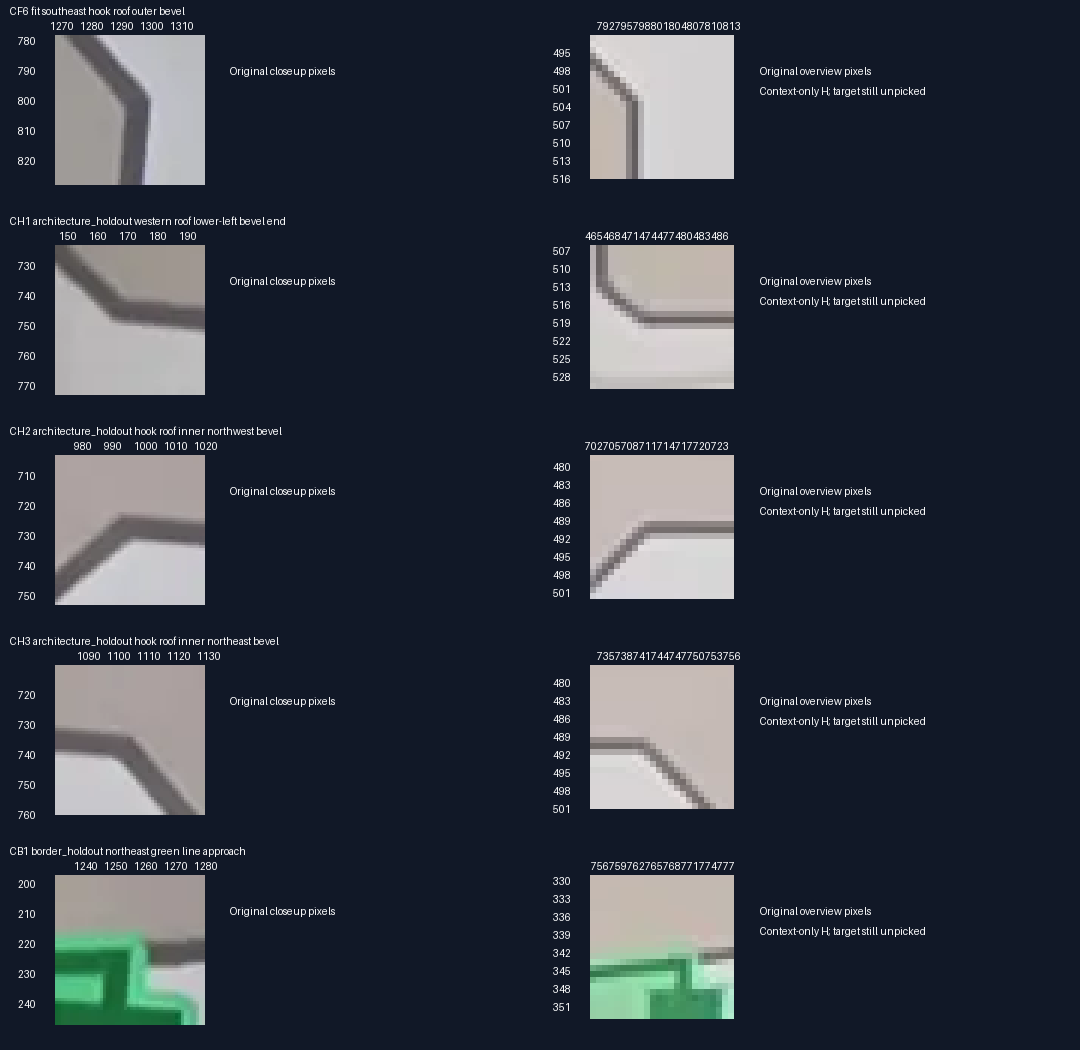 CF6 fit southeast hook roof outer bevel
1270 1280 1290 1300 1310
792795798801804807810813
780
790
800
810
820
Original closeup pixels
495
498
501
504
507
510
513
516
Original overview pixels
Context-only H; target still unpicked
CH1 architecture_holdout western roof lower-left bevel end
150 160 170 180 190
465468471474477480483486
730
740
750
760
770
Original closeup pixels
507
510
513
516
519
522
525
528
Original overview pixels
Context-only H; target still unpicked
CH2 architecture_holdout hook roof inner northwest bevel
980 990 1000 1010 1020
702705708711714717720723
710
720
730
740
750
Original closeup pixels
480
483
486
489
492
495
498
501
Original overview pixels
Context-only H; target still unpicked
CH3 architecture_holdout hook roof inner northeast bevel
1090 1100 1110 1120 1130
735738741744747750753756
720
730
740
750
760
Original closeup pixels
480
483
486
489
492
495
498
501
Original overview pixels
Context-only H; target still unpicked
CB1 border_holdout northeast green line approach
1240 1250 1260 1270 1280
756759762765768771774777
200
210
220
230
240
Original closeup pixels
330
333
336
339
342
345
348
351
Original overview pixels
Context-only H; target still unpicked